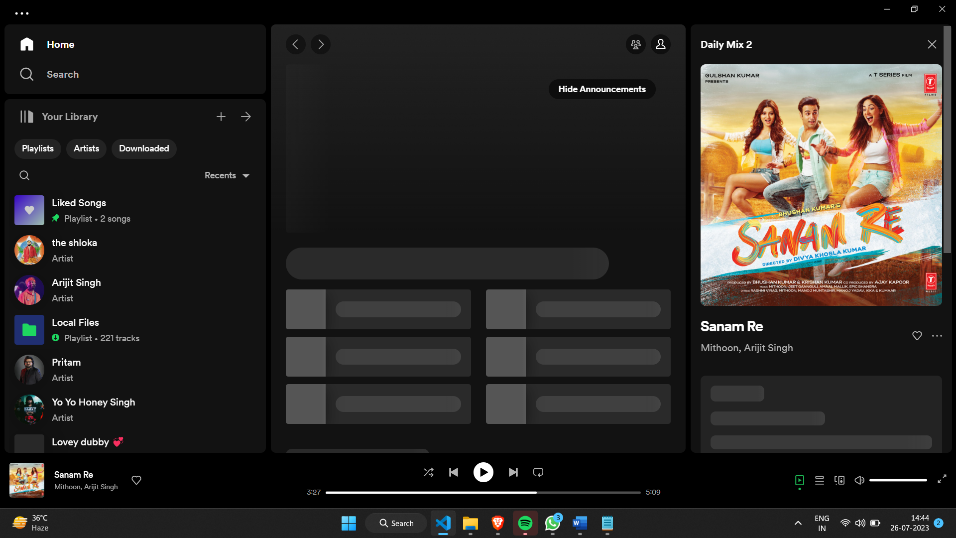 Home
Search
Your Library
Playlists
Artists
Downloaded
Recents
Liked Songs
Playlist • 2 songs
the shloka
Artist
Arijit Singh
Artist
Local Files
Playlist • 221 tracks
Pritam
Artist
Yo Yo Honey Singh
Artist
Lovey dubby 💕
Hide Announcements
Daily Mix 2
GULSHAN KUMAR
PRESENTS
A T SERIES FILM
BHUSHAN KUMAR'S
SANAM RE
DIRECTED BY DIVYA KHOSLA KUMAR
Sanam Re
Mithoon, Arijit Singh
Sanam Re
Mithoon, Arijit Singh
3:27
5:09
36°C
Haze
Search
3
ENG
IN
14:44
26-07-2023
2